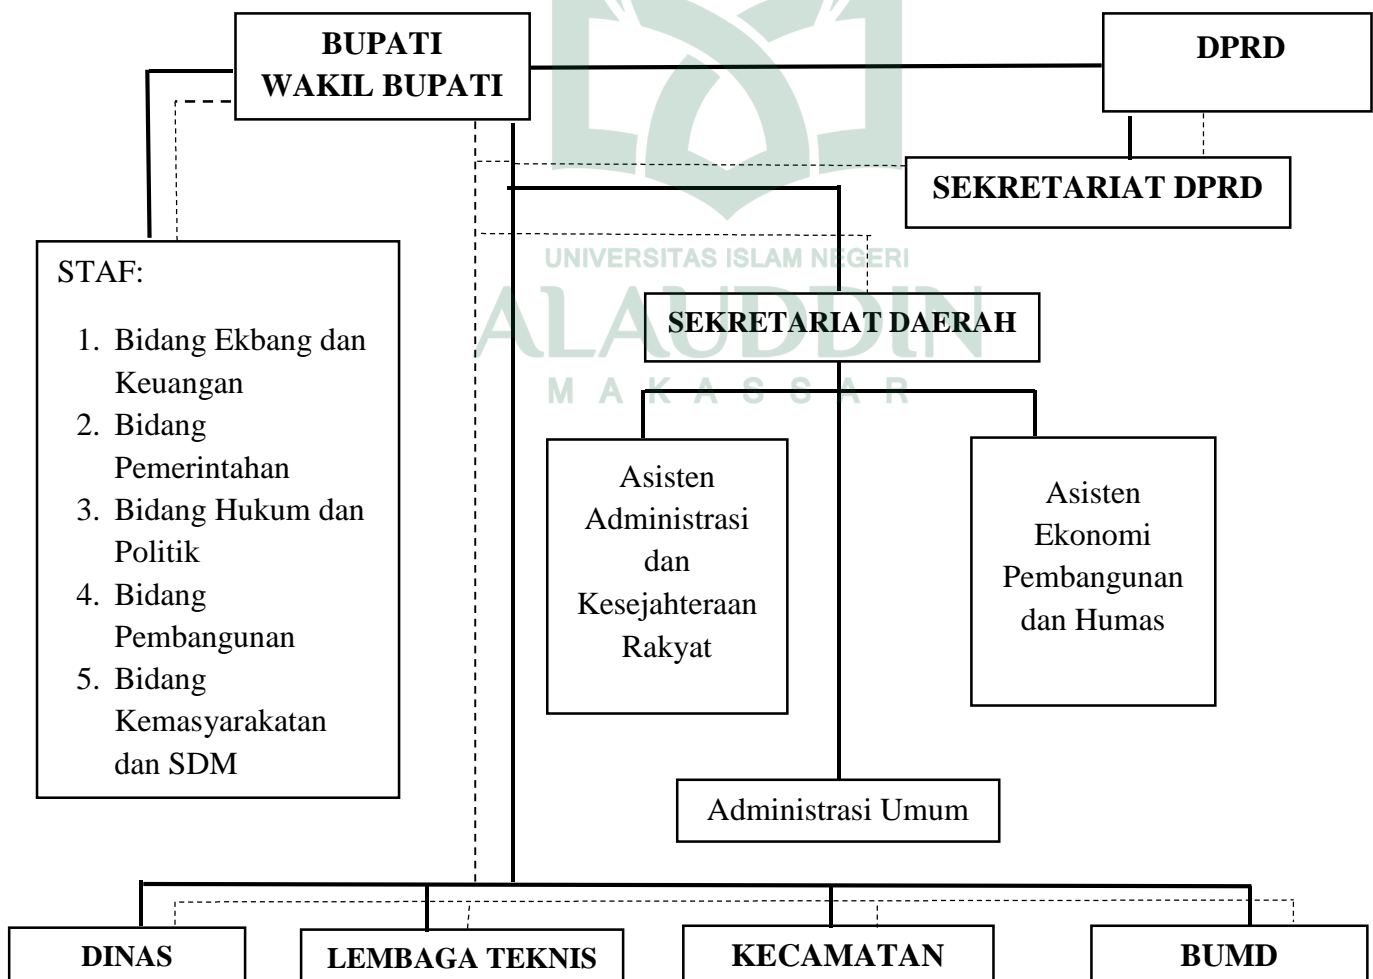 BUPATI
WAKIL BUPATI
DPRD
SEKRETARIAT DPRD
STAF:
1. Bidang Ekbang dan
Keuangan
2. Bidang
Pemerintahan
3. Bidang Hukum dan
Politik
4. Bidang
Pembangunan
5. Bidang
Kemasyarakatan
dan SDM
UNIVERSITAS ISLAM NEGERI
ALAUDDIN
MAKASSAR
SEKRETARIAT DAERAH
Asisten
Administrasi
dan
Kesejahteraan
Rakyat
Asisten
Ekonomi
Pembangunan
dan Humas
Administrasi Umum
DINAS
LEMBAGA TEKNIS
KECAMATAN
BUMD